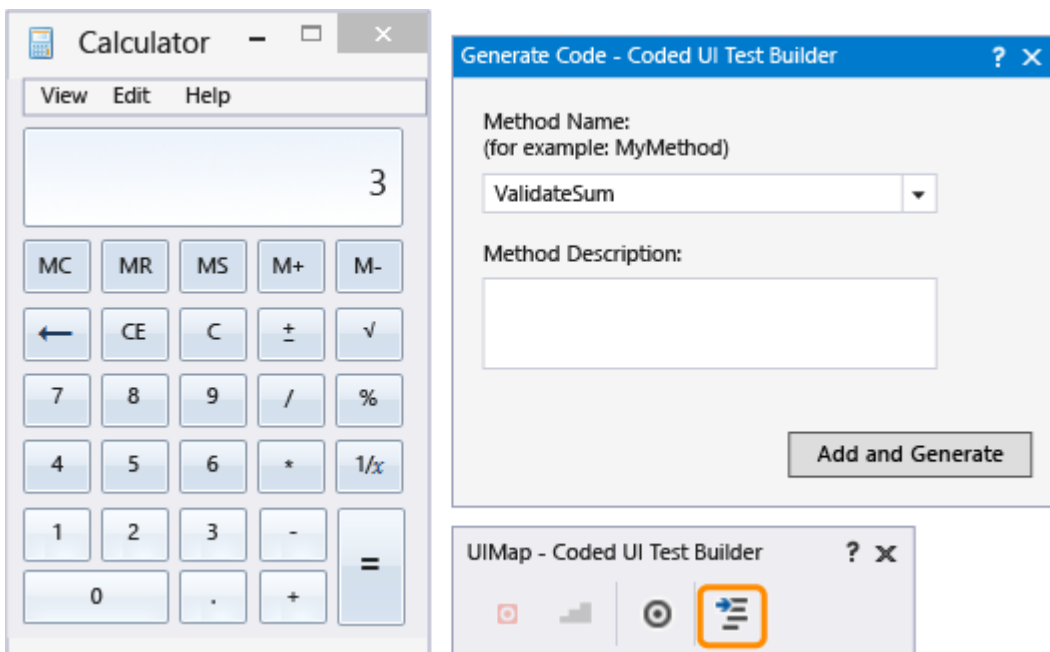 Calculator
View Edit Help
3
MC MR MS M+ M-
← CE C ± √
7 8 9 / %
4 5 6 * 1/x
1 2 3 - =
0 . +
Generate Code - Coded UI Test Builder ? ×
Method Name:
(for example: MyMethod)
ValidateSum
Method Description:
Add and Generate
UIMap - Coded UI Test Builder ? ×